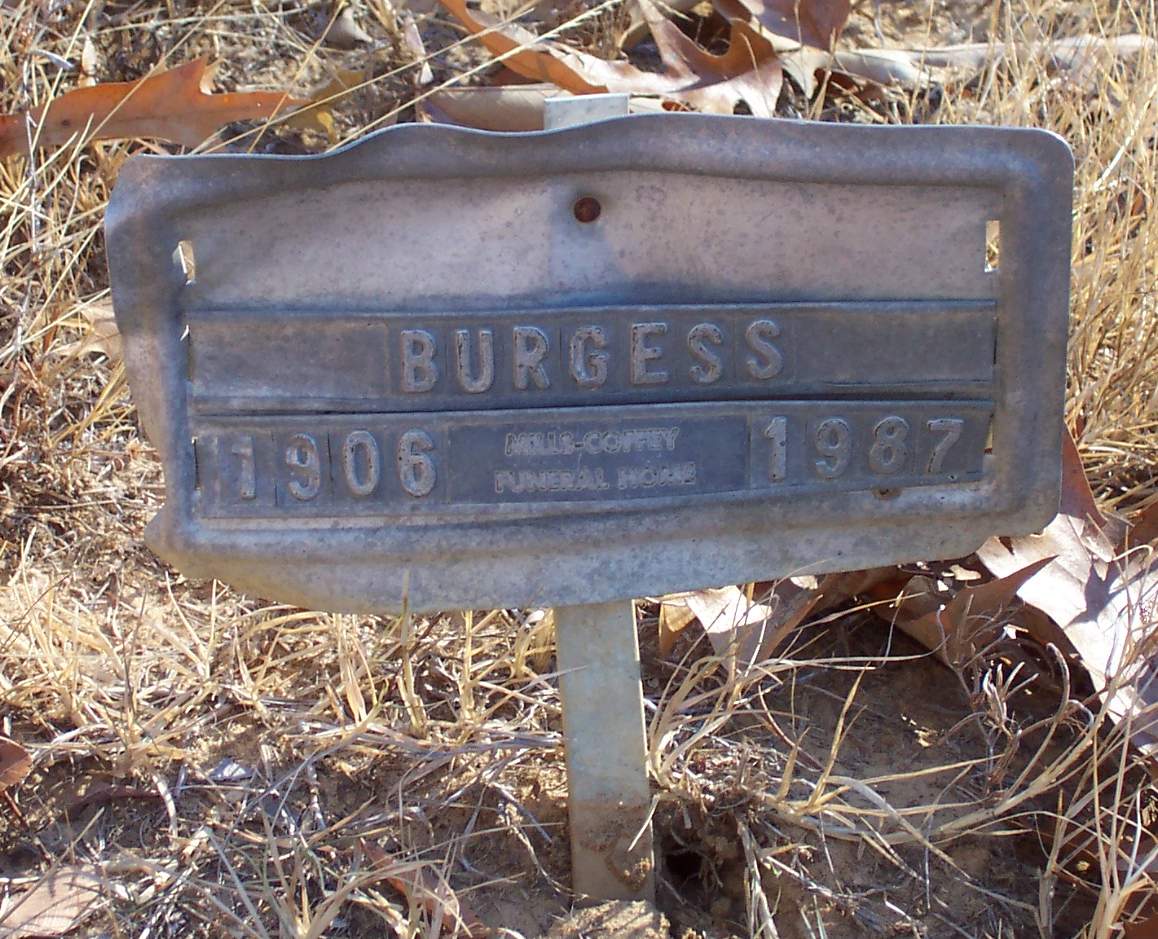 BURGESS
1906 MILLS-COFFEY 1987
FUNERAL HOME